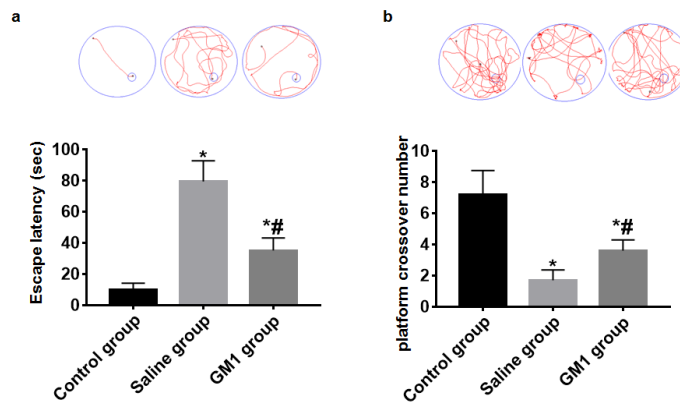 a
b
Escape latency (sec)
100
80
60
40
20
0
*
*#
Control group
Saline group
GM1 group
platform crossover number
10
8
6
4
2
0
*
*#
Control group
Saline group
GM1 group